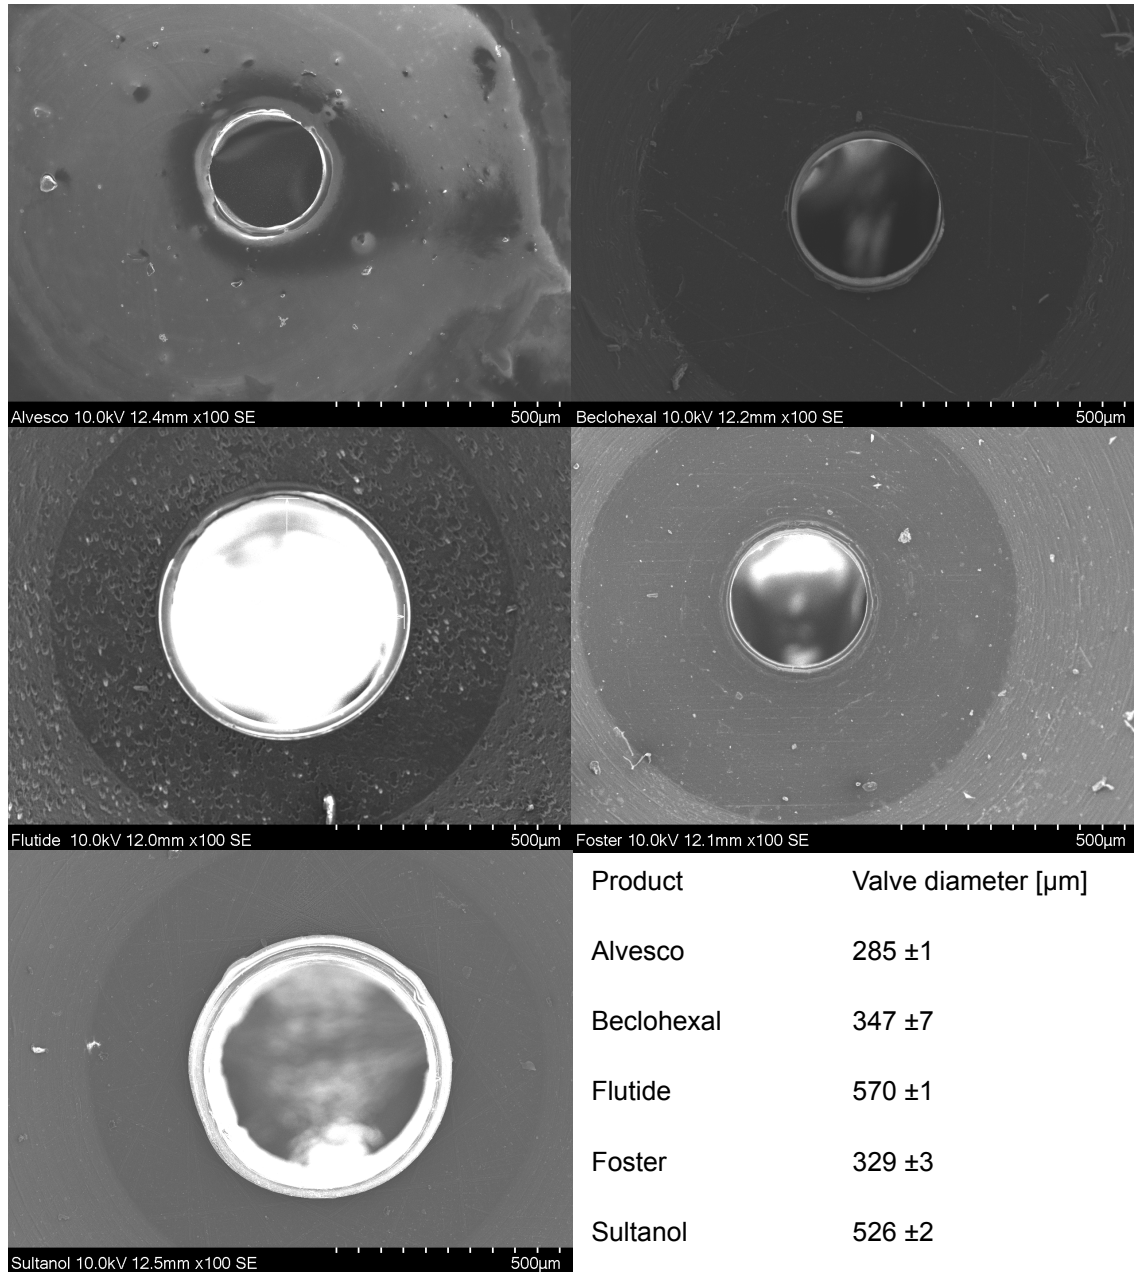 Alvesco 10.0kV 12.4mm x100 SE 500µm
Beclohexal 10.0kV 12.2mm x100 SE 500µm
Flutide 10.0kV 12.0mm x100 SE 500µm
Foster 10.0kV 12.1mm x100 SE 500µm
Sultanol 10.0kV 12.5mm x100 SE 500µm
Product Valve diameter [µm]
Alvesco 285 ±1
Beclohexal 347 ±7
Flutide 570 ±1
Foster 329 ±3
Sultanol 526 ±2